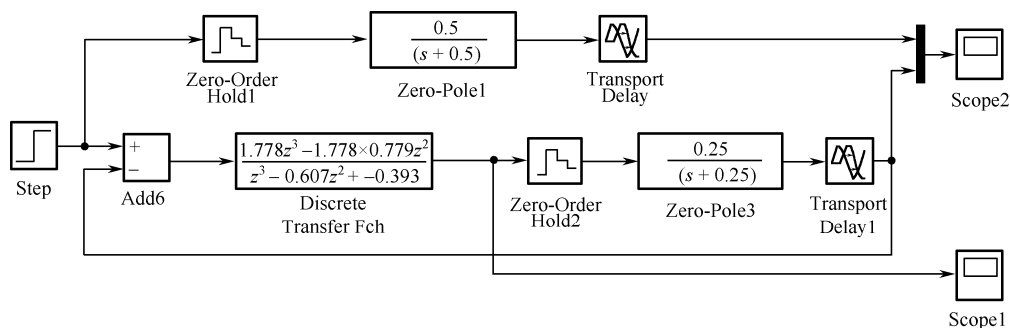 0.5
(s + 0.5)
Zero-Order
Hold1
Zero-Pole1
Transport
Delay
Scope2
Step
+
−
Add6
1.778z³ −1.778×0.779z²
z³ − 0.607z² + −0.393
Discrete
Transfer Fch
Zero-Order
Hold2
0.25
(s + 0.25)
Zero-Pole3
Transport
Delay1
Scope1